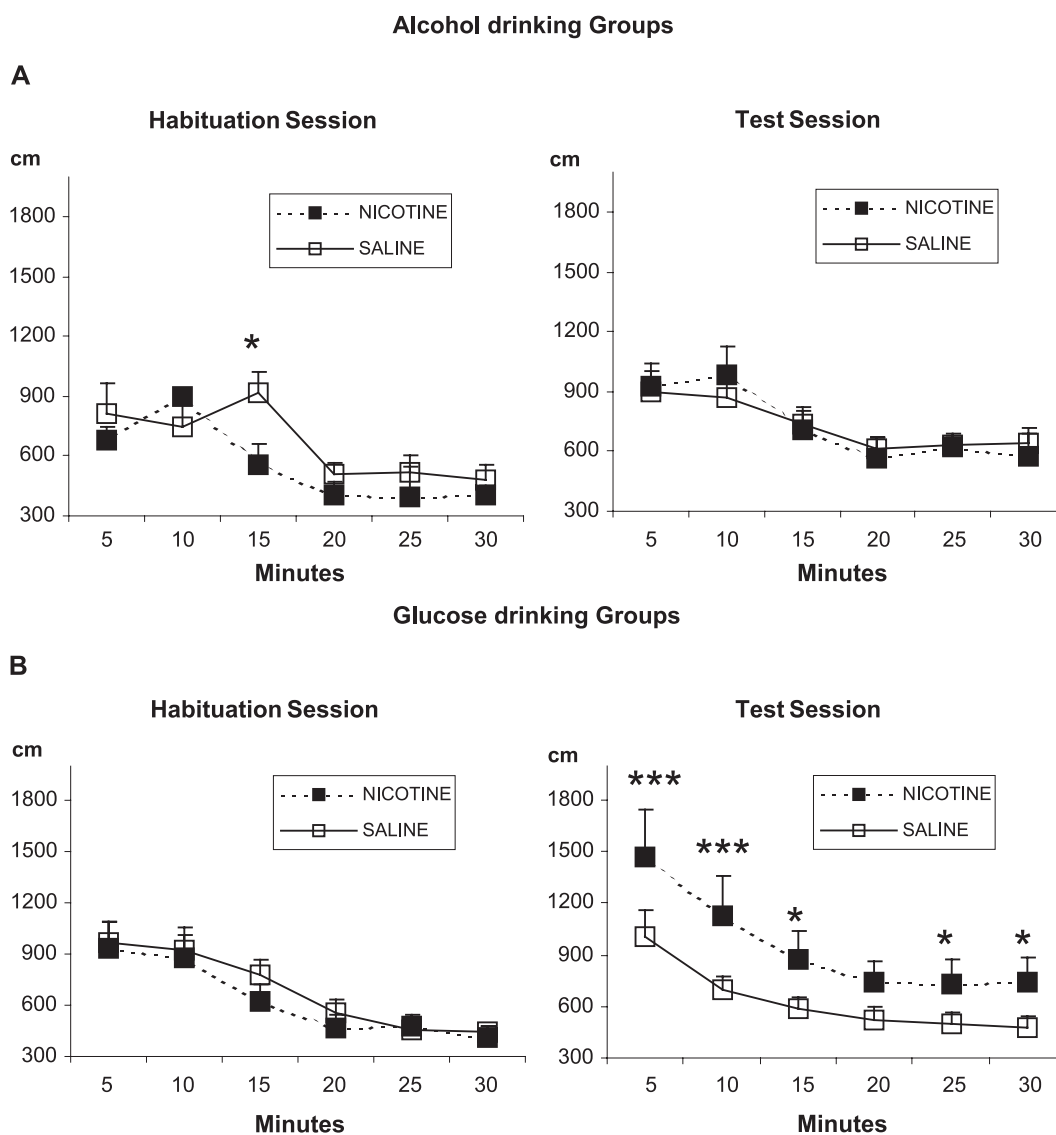 Alcohol drinking Groups
A
Habituation Session
Test Session
cm
cm
NICOTINE
SALINE
NICOTINE
SALINE
1800
1500
1200
900
600
300
*
1800
1500
1200
900
600
300
5 10 15 20 25 30
5 10 15 20 25 30
Minutes
Minutes
Glucose drinking Groups
B
Habituation Session
Test Session
cm
cm
NICOTINE
SALINE
NICOTINE
SALINE
1800
1500
1200
900
600
300
1800
1500
1200
900
600
300
***
***
*
*
*
5 10 15 20 25 30
5 10 15 20 25 30
Minutes
Minutes